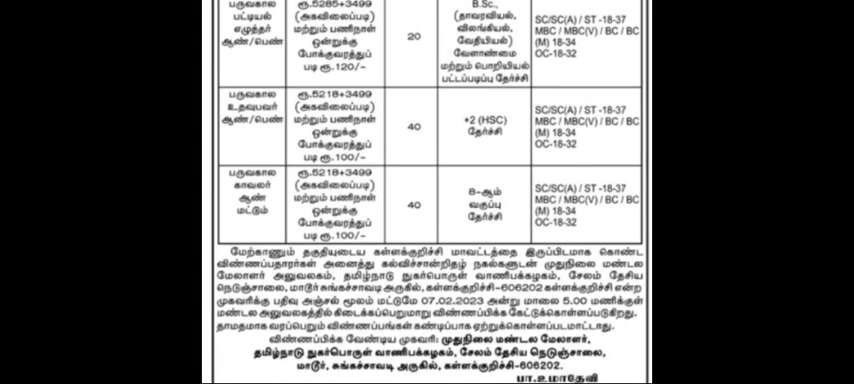 பருவகால
பட்டியல்
எழுத்தர்
ஆண்/பெண்
ரூ.5285+3499
(அகவிலைப்படி)
மற்றும் பணிநாள்
ஒன்றுக்கு
போக்குவரத்துப்
படி ரூ.120/-
20
B.Sc.,
(தாவரவியல்,
விலங்கியல்,
வேதியியல்)
வேளாண்மை
மற்றும் பொறியியல்
பட்டப்படிப்பு தேர்ச்சி
SC/SC(A) / ST -18-37
MBC / MBC(V) / BC / BC
(M) 18-34
OC-18-32
பருவகால
உதவுபவர்
ஆண்/பெண்
ரூ.5218+3499
(அகவிலைப்படி)
மற்றும் பணிநாள்
ஒன்றுக்கு
போக்குவரத்துப்
படி ரூ.100/-
40
+2 (HSC)
தேர்ச்சி
SC/SC(A) / ST -18-37
MBC / MBC(V) / BC / BC
(M) 18-34
OC-18-32
பருவகால
காவலர்
ஆண்
மட்டும்
ரூ.5218+3499
(அகவிலைப்படி)
மற்றும் பணிநாள்
ஒன்றுக்கு
போக்குவரத்துப்
படி ரூ.100/-
40
8-ஆம்
வகுப்பு
தேர்ச்சி
SC/SC(A) / ST -18-37
MBC / MBC(V) / BC / BC
(M) 18-34
OC-18-32
மேற்காணும் தகுதியுடைய கள்ளக்குறிச்சி மாவட்டத்தை இருப்பிடமாக கொண்ட
விண்ணப்பதாரர்கள் அனைத்து கல்விச்சான்றிதழ் நகல்களுடன் முதுநிலை மண்டல
மேலாளர் அலுவலகம், தமிழ்நாடு நுகர்பொருள் வாணிபக்கழகம், சேலம் தேசிய
நெடுஞ்சாலை, மாடூர் சுங்கச்சாவடி அருகில், கள்ளக்குறிச்சி-606202 கள்ளக்குறிச்சி என்ற
முகவரிக்கு பதிவு அஞ்சல் மூலம் மட்டுமே 07.02.2023 அன்று மாலை 5.00 மணிக்குள்
மண்டல அலுவலகத்தில் கிடைக்கப்பெறுமாறு விண்ணப்பிக்க கேட்டுக்கொள்ளப்படுகிறது.
தாமதமாக வரப்பெறும் விண்ணப்பங்கள் கண்டிப்பாக ஏற்றுக்கொள்ளப்படமாட்டாது.
விண்ணப்பிக்க வேண்டிய முகவரி: முதுநிலை மண்டல மேலாளர்,
தமிழ்நாடு நுகர்பொருள் வாணிபக்கழகம், சேலம் தேசிய நெடுஞ்சாலை,
மாடூர், சுங்கச்சாவடி அருகில், கள்ளக்குறிச்சி-606202.
பா.உமாதேவி